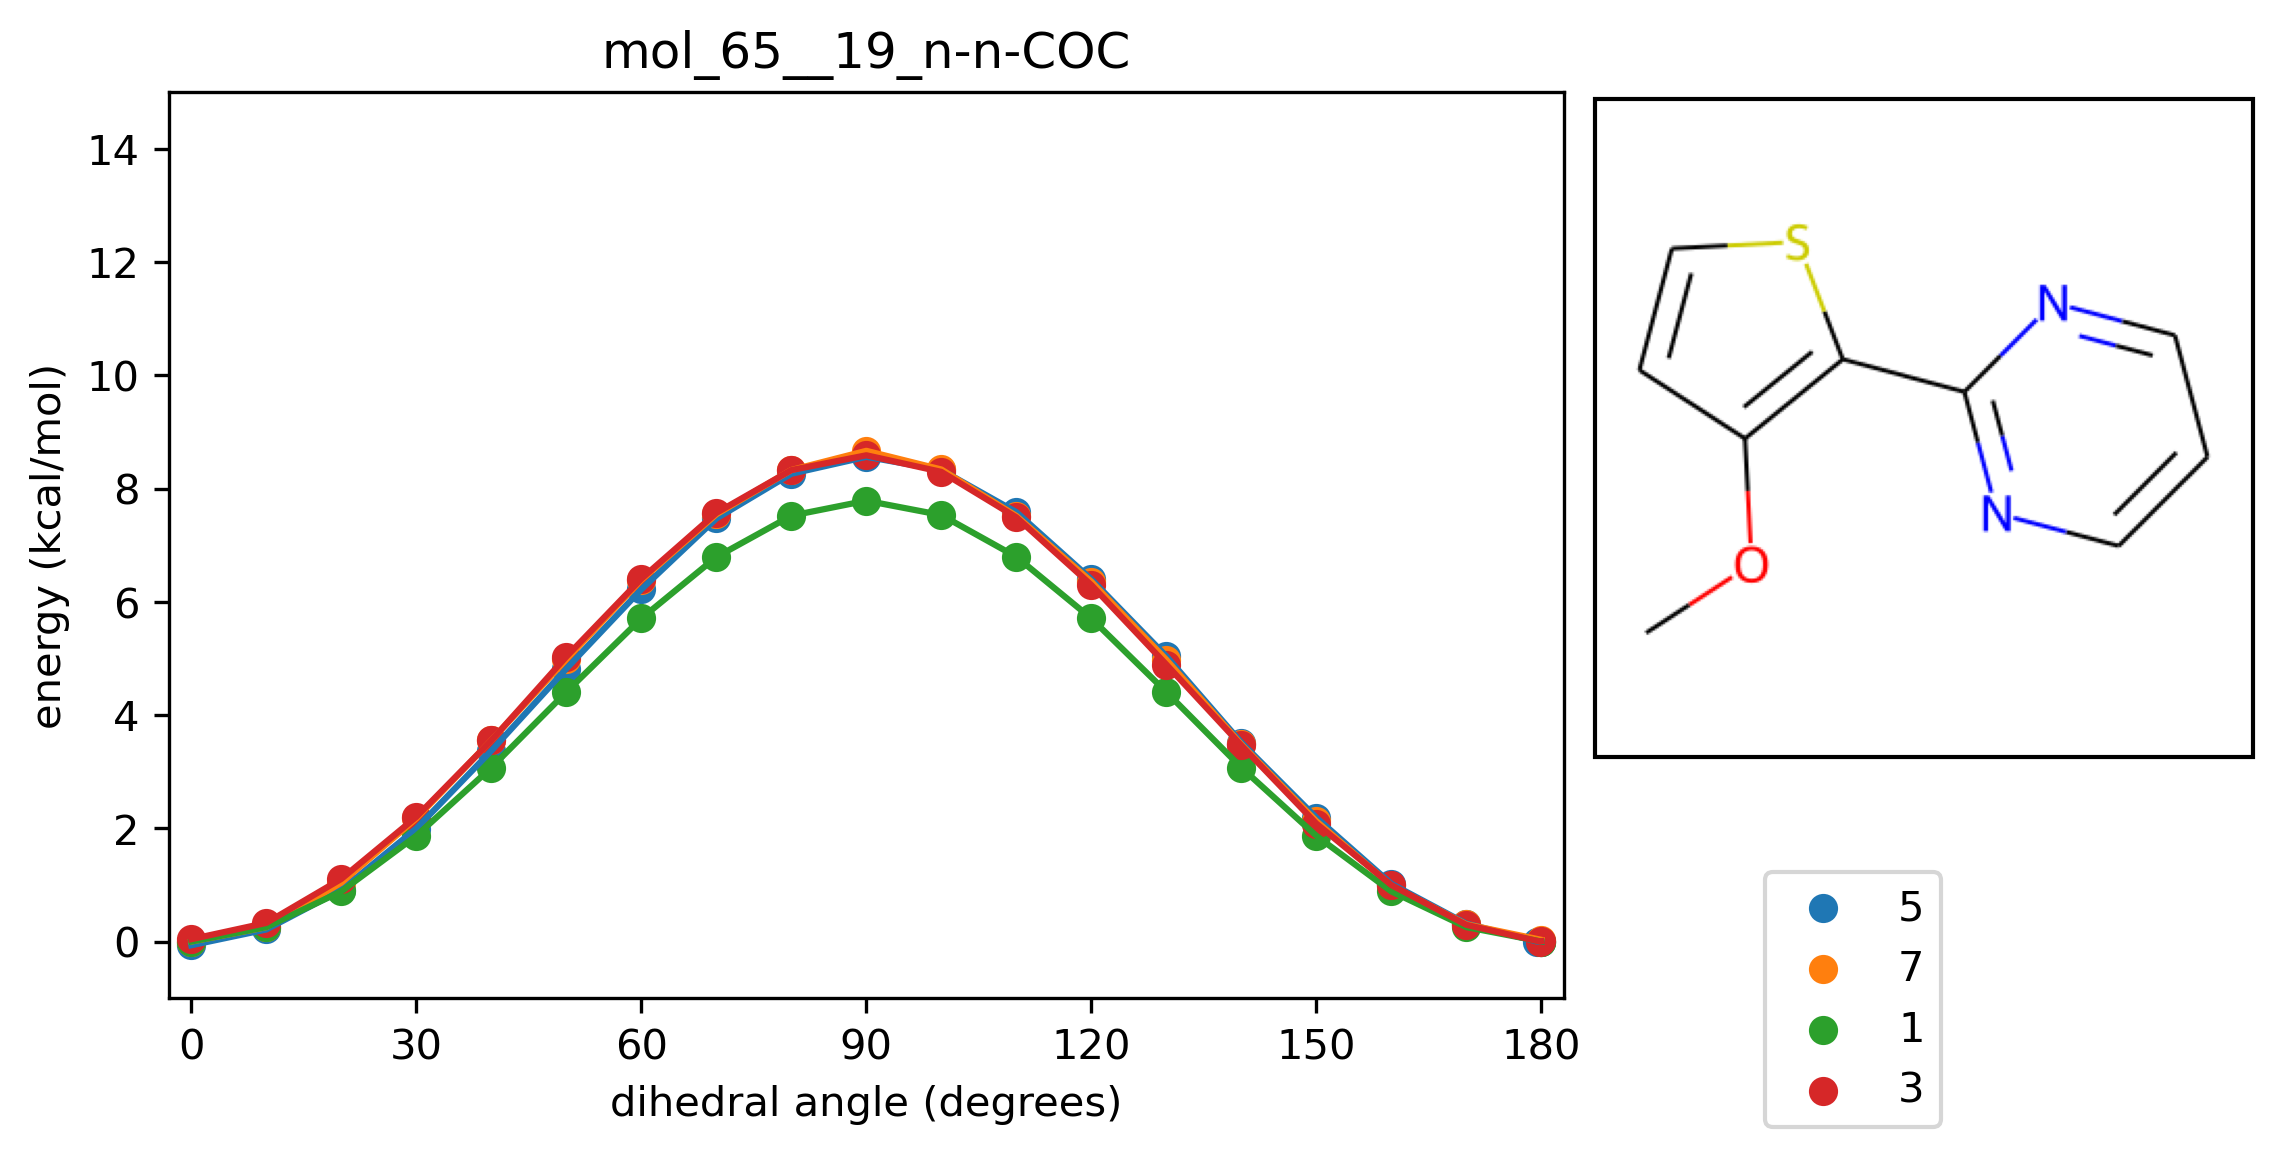 mol_65__19_n-n-COC
14
12
10
8
6
4
2
0
energy (kcal/mol)
0 30 60 90 120 150 180
dihedral angle (degrees)
S
N
N
O
5
7
1
3